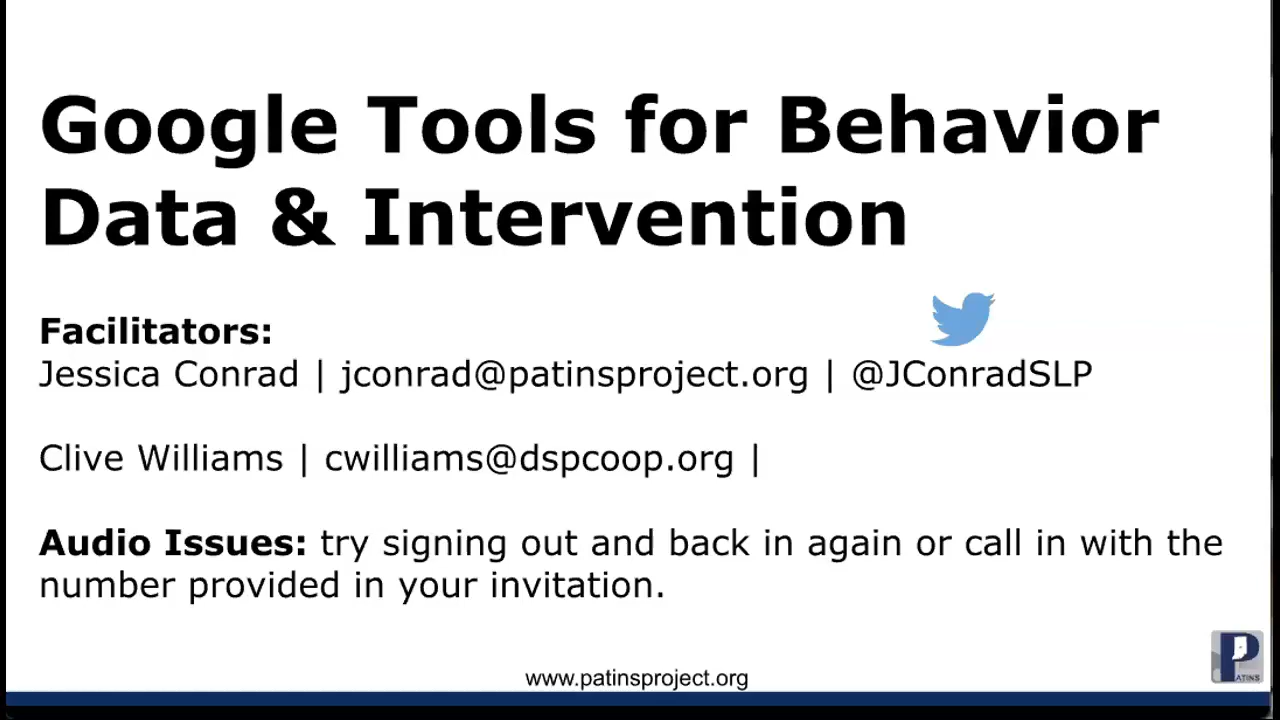 Google Tools for Behavior
Data & Intervention
Facilitators:
Jessica Conrad | jconrad@patinsproject.org | @JConradSLP
Clive Williams | cwilliams@dspcoop.org |
Audio Issues: try signing out and back in again or call in with the
number provided in your invitation.
www.patinsproject.org
PATINS